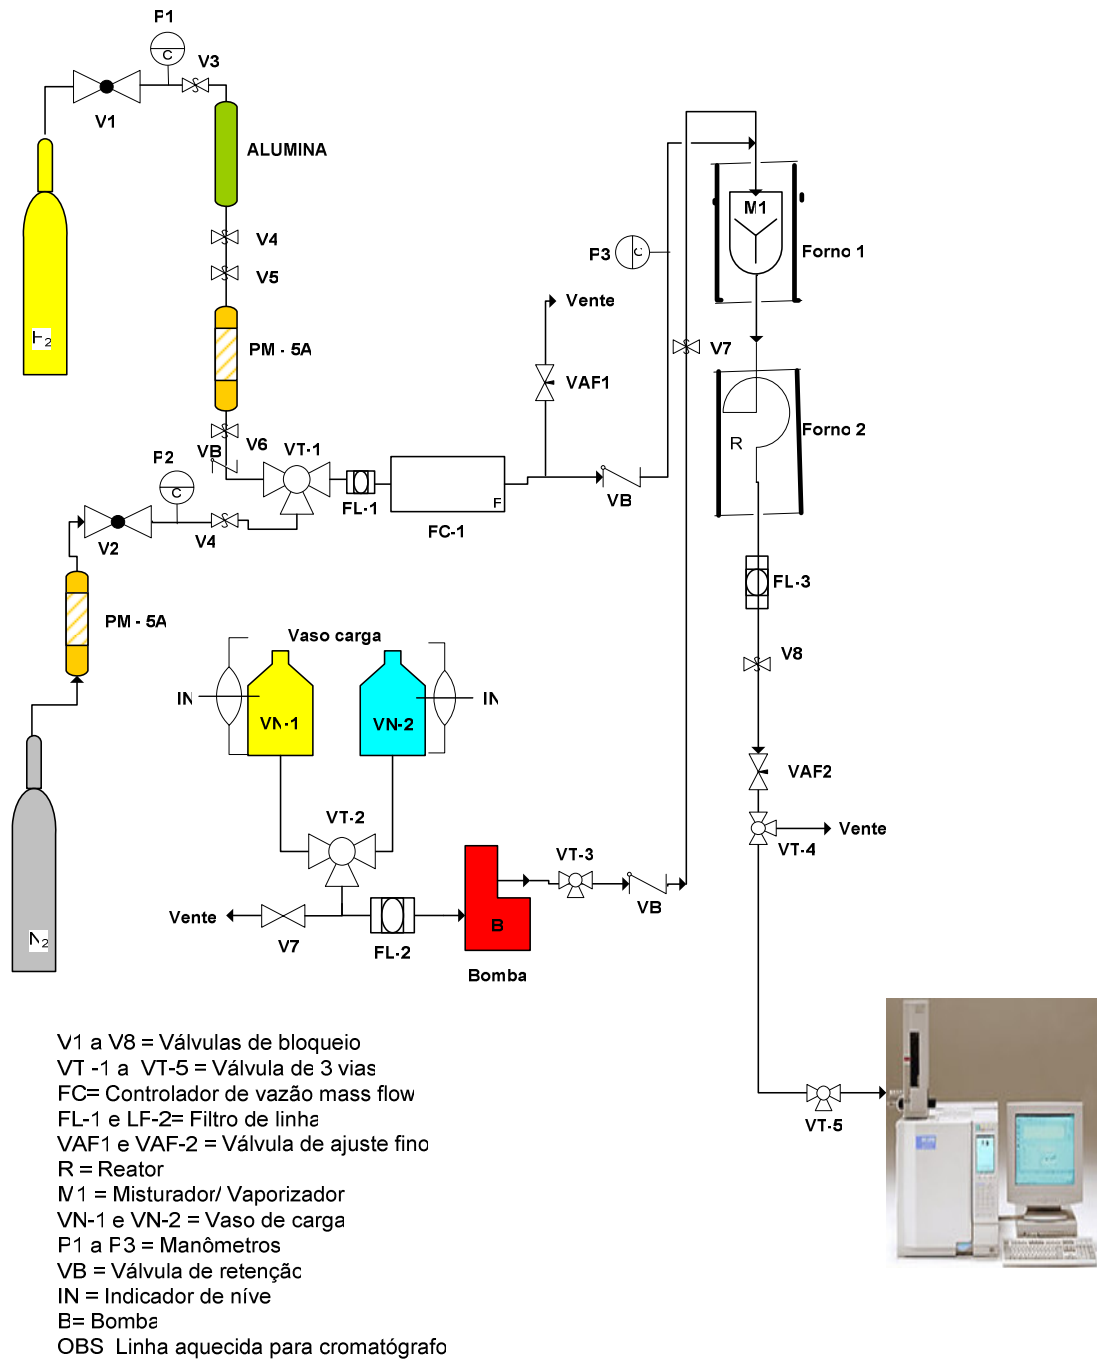 P1
C
V3
V1
ALUMINA
V4
V5
H2
PM - 5A
VB
V6
VT-1
P2
C
FL-1
F
FC-1
V2
V4
PM - 5A
N2
Vente
VAF1
VB
P3
C
V7
M1
Forno 1
R
Forno 2
FL-3
V8
VAF2
Vente
VT-4
VT-5
Vaso carga
IN
VN-1
VN-2
IN
VT-2
Vente
V7
FL-2
B
Bomba
VT-3
VB
V1 a V8 = Válvulas de bloqueio
VT -1 a VT-5 = Válvula de 3 vias
FC= Controlador de vazão mass flow
FL-1 e LF-2= Filtro de linha
VAF1 e VAF-2 = Válvula de ajuste fino
R = Reator
M1 = Misturador/ Vaporizador
VN-1 e VN-2 = Vaso de carga
P1 a P3 = Manômetros
VB = Válvula de retenção
IN = Indicador de níve
B= Bomba
OBS Linha aquecida para cromatógrafo